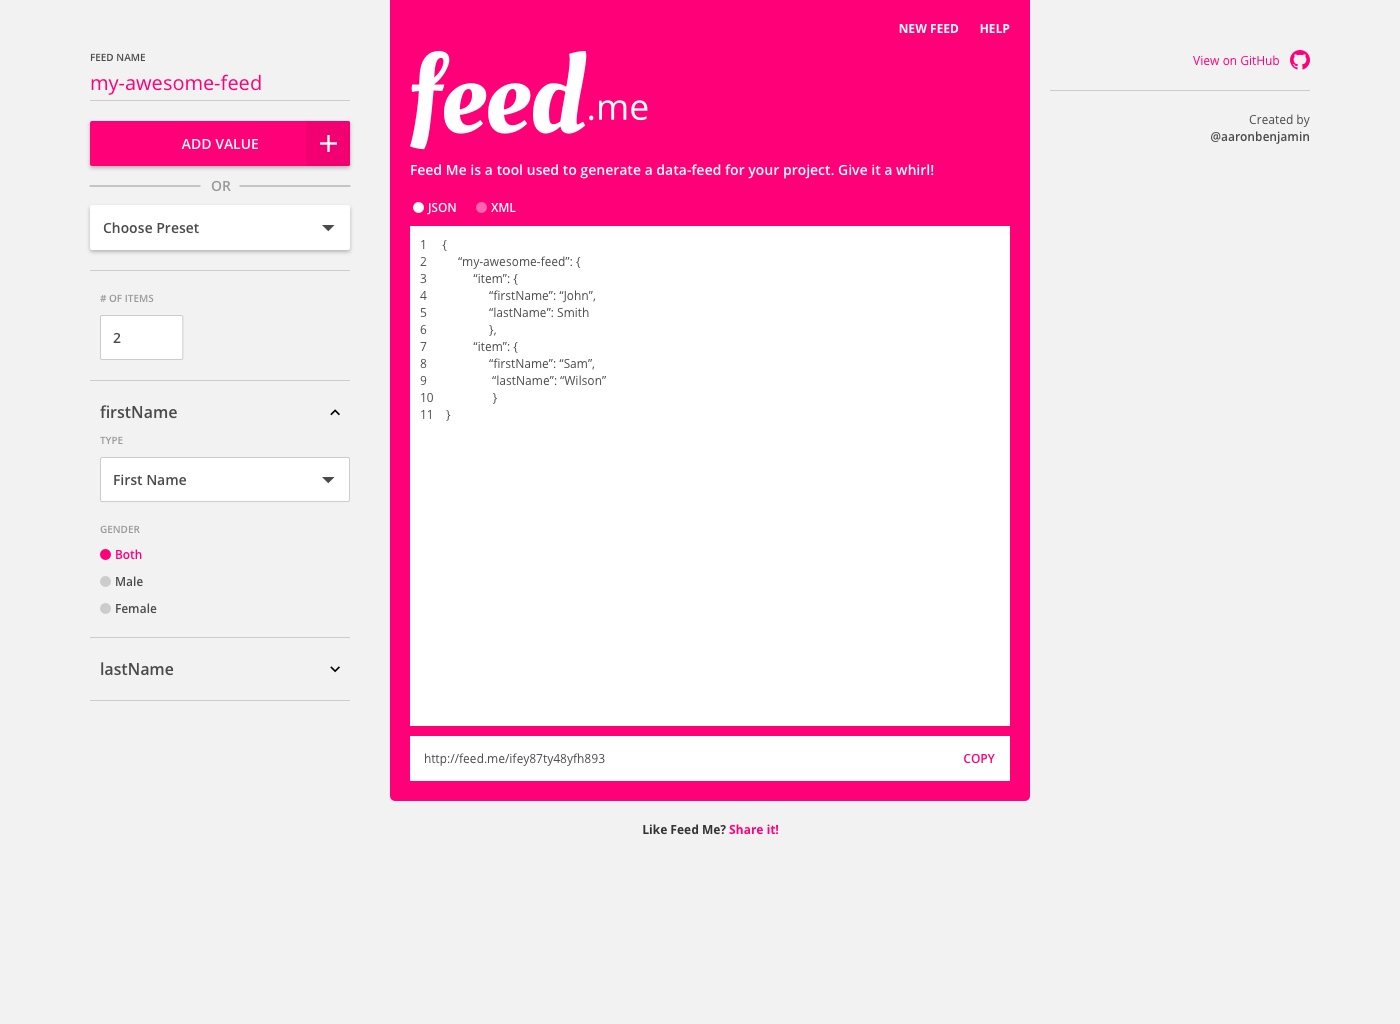 FEED NAME
my-awesome-feed
ADD VALUE
OR
Choose Preset
# OF ITEMS
2
firstName
TYPE
First Name
GENDER
Both
Male
Female
lastName
NEW FEED HELP
feed.me
Feed Me is a tool used to generate a data-feed for your project. Give it a whirl!
JSON XML
1 {
2 “my-awesome-feed”: {
3 “item”: {
4 “firstName”: “John”,
5 “lastName”: Smith
6 },
7 “item”: {
8 “firstName”: “Sam”,
9 “lastName”: “Wilson”
10 }
11 }
http://feed.me/ifey87ty48yfh893 COPY
Like Feed Me? Share it!
View on GitHub
Created by
@aaronbenjamin